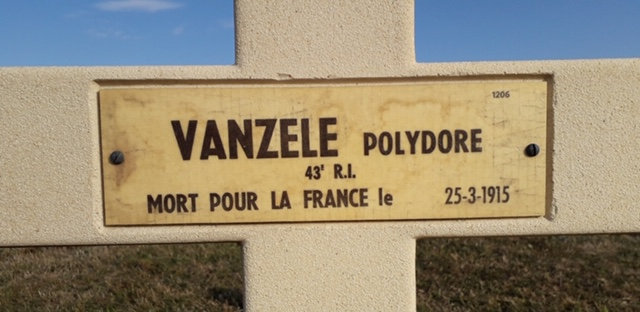 1206
VANZELE POLYDORE
43e R.I.
MORT POUR LA FRANCE le 25-3-1915